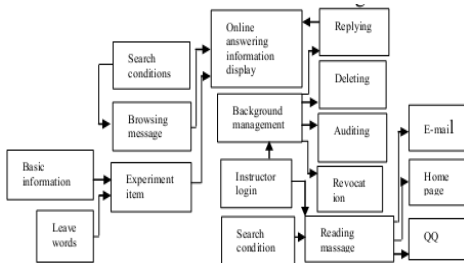 Online
answering
information
display
Replying
Search
conditions
Deleting
Browsing
message
Background
management
Auditing
E-mail
Basic
information
Experiment
item
Instructor
login
Revocat
ion
Home
page
Leave
words
Search
condition
Reading
massage
QQ